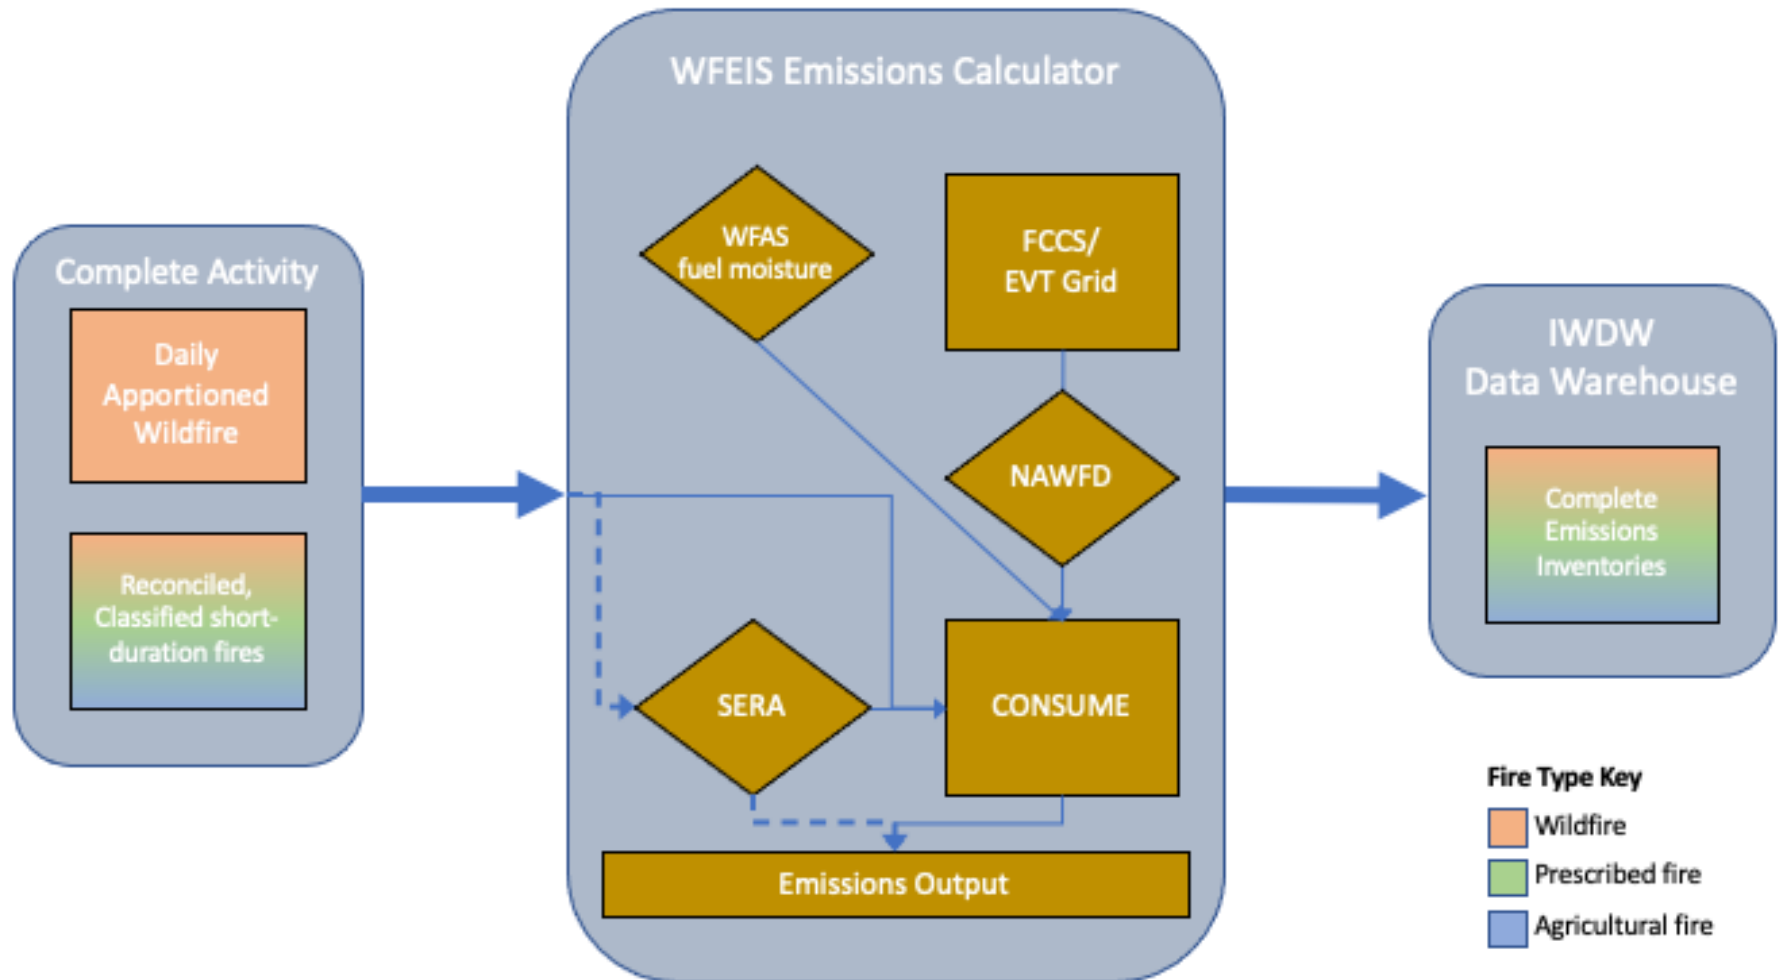 WFEIS Emissions Calculator
Complete Activity
Daily
Apportioned
Wildfire
Reconciled,
Classified short-
duration fires
WFAS
fuel moisture
FCCS/
EVT Grid
NAWFD
SERA
CONSUME
Emissions Output
IWDW
Data Warehouse
Complete
Emissions
Inventories
Fire Type Key
Wildfire
Prescribed fire
Agricultural fire